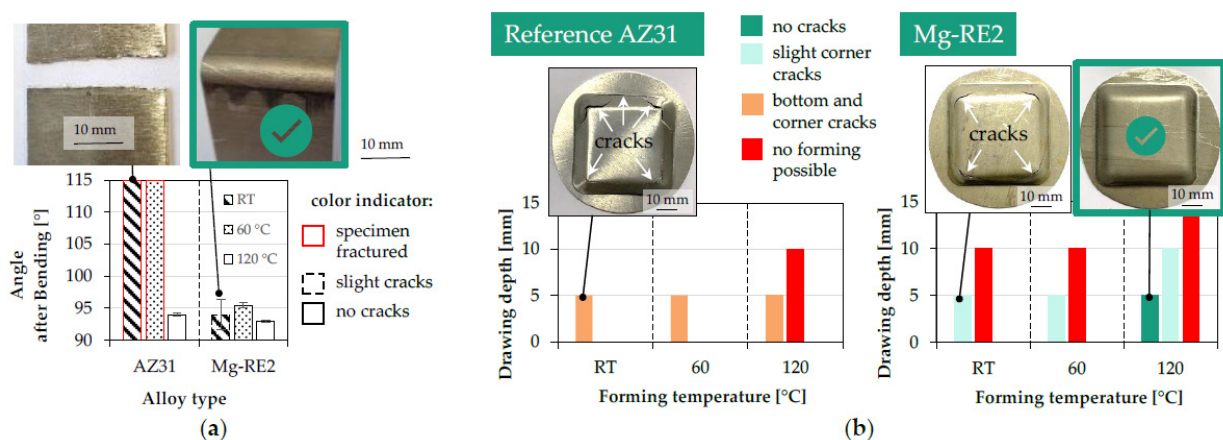 10 mm
10 mm
Angle
after Bending [°]
115
110
105
100
95
90
RT
60 °C
120 °C
AZ31
Mg-RE2
Alloy type
color indicator:
specimen
fractured
slight cracks
no cracks
(a)
Reference AZ31
cracks
10 mm
no cracks
slight corner
cracks
bottom and
corner cracks
no forming
possible
Drawing depth [mm]
15
10
5
0
RT
60
120
Forming temperature [°C]
Mg-RE2
cracks
10 mm
10 mm
Drawing depth [mm]
15
10
5
0
RT
60
120
Forming temperature [°C]
(b)